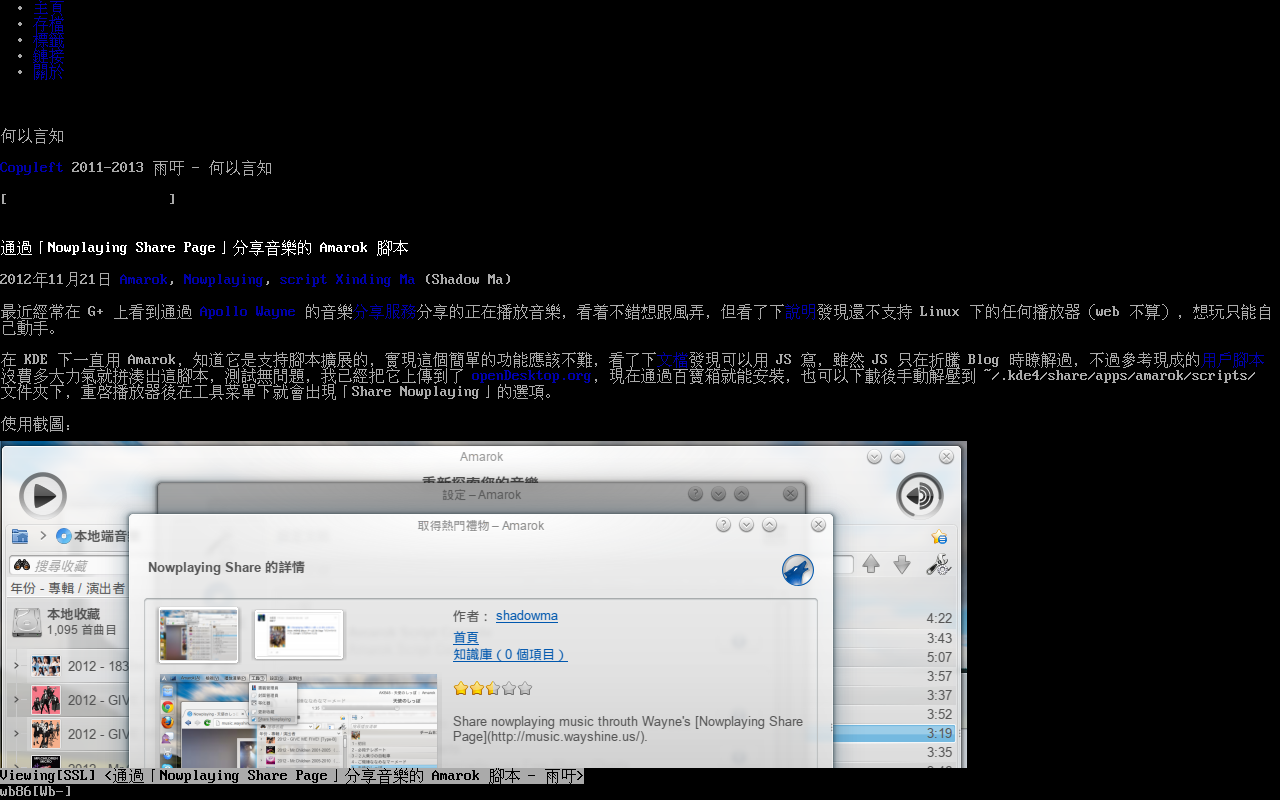 主頁
存檔
標籤
鏈接
關於
何以言知
Copyleft 2011-2013 雨吁 - 何以言知
[ ]
通過「Nowplaying Share Page」分享音樂的 Amarok 腳本
2012年11月21日 Amarok, Nowplaying, script Xinding Ma (Shadow Ma)
最近經常在 G+ 上看到通過 Apollo Wayne 的音樂分享服務分享的正在播放音樂，看着不錯想跟風弄，但看了下說明發現還不支持 Linux 下的任何播放器（web 不算），想玩只能自
己動手。
在 KDE 下一直用 Amarok，知道它是支持腳本擴展的，實現這個簡單的功能應該不難，看了下文檔發現可以用 JS 寫，雖然 JS 只在折騰 Blog 時瞭解過，不過參考現成的用戶腳本
沒費多大力氣就拼湊出這腳本，測試無問題，我已經把它上傳到了 openDesktop.org，現在通過百寶箱就能安裝，也可以下載後手動解壓到 ~/.kde4/share/apps/amarok/scripts/
文件夾下，重啓播放器後在工具菜單下就會出現「Share Nowplaying」的選項。
使用截圖：
Amarok
重新探索你的音樂
設定 – Amarok
取得熱門禮物 – Amarok
本地端音
搜尋收藏
年份 - 專輯 / 演出者
本地收藏
1,095 首曲目
2012 - 183
2012 - GIV
2012 - GIV
Nowplaying Share 的詳情
作者： shadowma
首頁
知識庫 ( 0 個項目 )
Share nowplaying music throuth Wayne's [Nowplaying Share
Page](http://music.wayshine.us/).
4:22
3:43
5:07
3:57
3:37
3:52
3:19
3:35
Viewing[SSL] <通過「Nowplaying Share Page」分享音樂的 Amarok 腳本 - 雨吁>
wb86[Wb-]